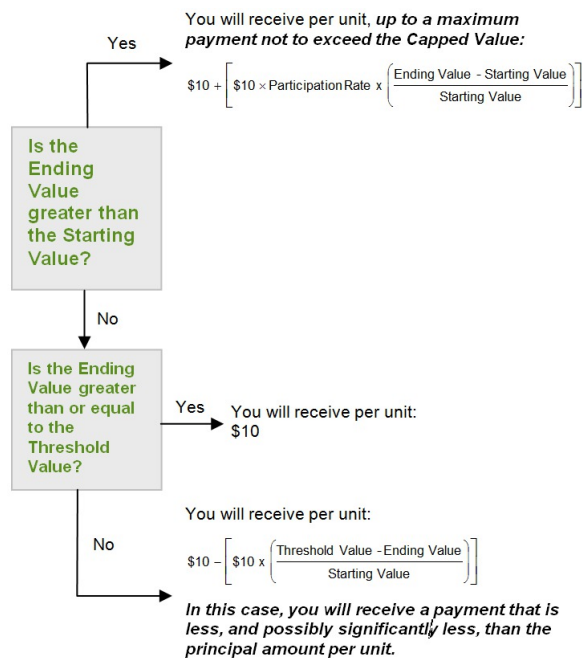 You will receive per unit, up to a maximum
payment not to exceed the Capped Value:
Yes
$10 + [$10 × Participation Rate x (Ending Value - Starting Value
Starting Value)]
Is the
Ending
Value
greater than
the Starting
Value?
No
Is the Ending
Value greater
than or equal
to the
Threshold
Value?
Yes
You will receive per unit:
$10
No
You will receive per unit:
$10 – [$10 x (Threshold Value - Ending Value
Starting Value)]
In this case, you will receive a payment that is
less, and possibly significantly less, than the
principal amount per unit.